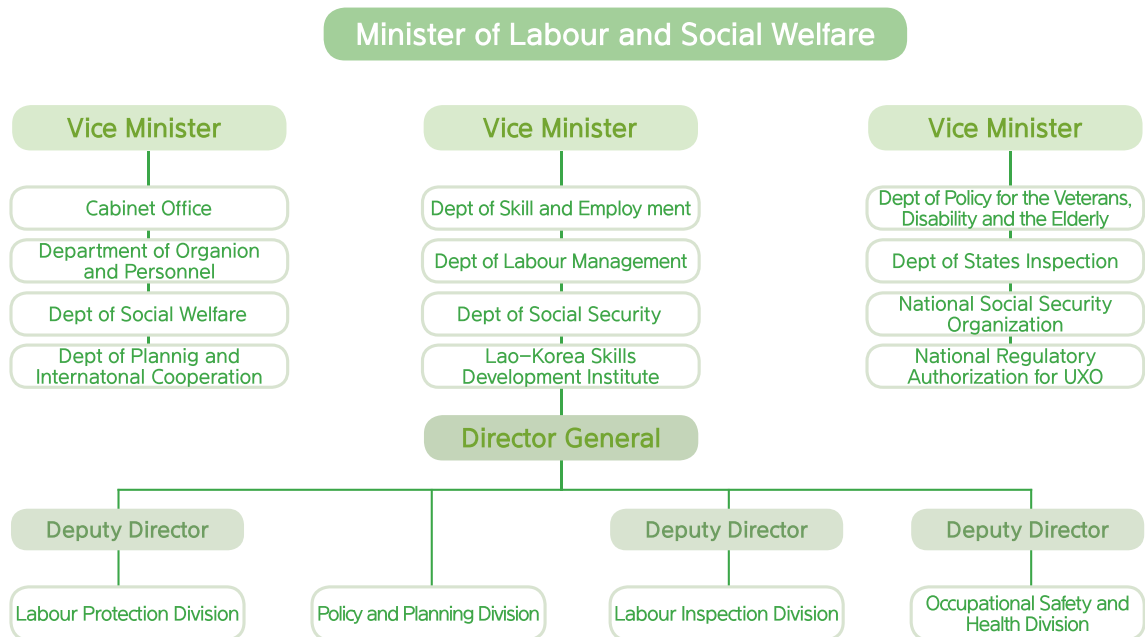 Minister of Labour and Social Welfare
Vice Minister
Vice Minister
Vice Minister
Cabinet Office
Department of Organion
and Personnel
Dept of Social Welfare
Dept of Plannig and
Internatonal Cooperation
Dept of Skill and Employ ment
Dept of Labour Management
Dept of Social Security
Lao-Korea Skills
Development Institute
Dept of Policy for the Veterans,
Disability and the Elderly
Dept of States Inspection
National Social Security
Organization
National Regulatory
Authorization for UXO
Director General
Deputy Director
Deputy Director
Deputy Director
Labour Protection Division
Policy and Planning Division
Labour Inspection Division
Occupational Safety and
Health Division